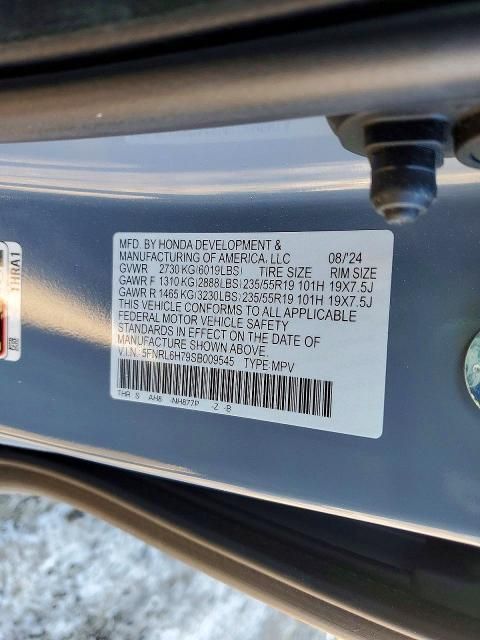 MFD. BY HONDA DEVELOPMENT &
MANUFACTURING OF AMERICA, LLC 08/'24
GVWR 2730 KG(6019LBS) TIRE SIZE RIM SIZE
GAWR F 1310 KG(2888LBS) 235/55R19 101H 19X7.5J
GAWR R 1465 KG(3230LBS) 235/55R19 101H 19X7.5J
THIS VEHICLE CONFORMS TO ALL APPLICABLE
FEDERAL MOTOR VEHICLE SAFETY
STANDARDS IN EFFECT ON THE DATE OF
MANUFACTURE SHOWN ABOVE.
V.I.N.: 5FNRL6H79SB009545 TYPE:MPV
THR S AH8 -NH877P -Z -B
THRA1